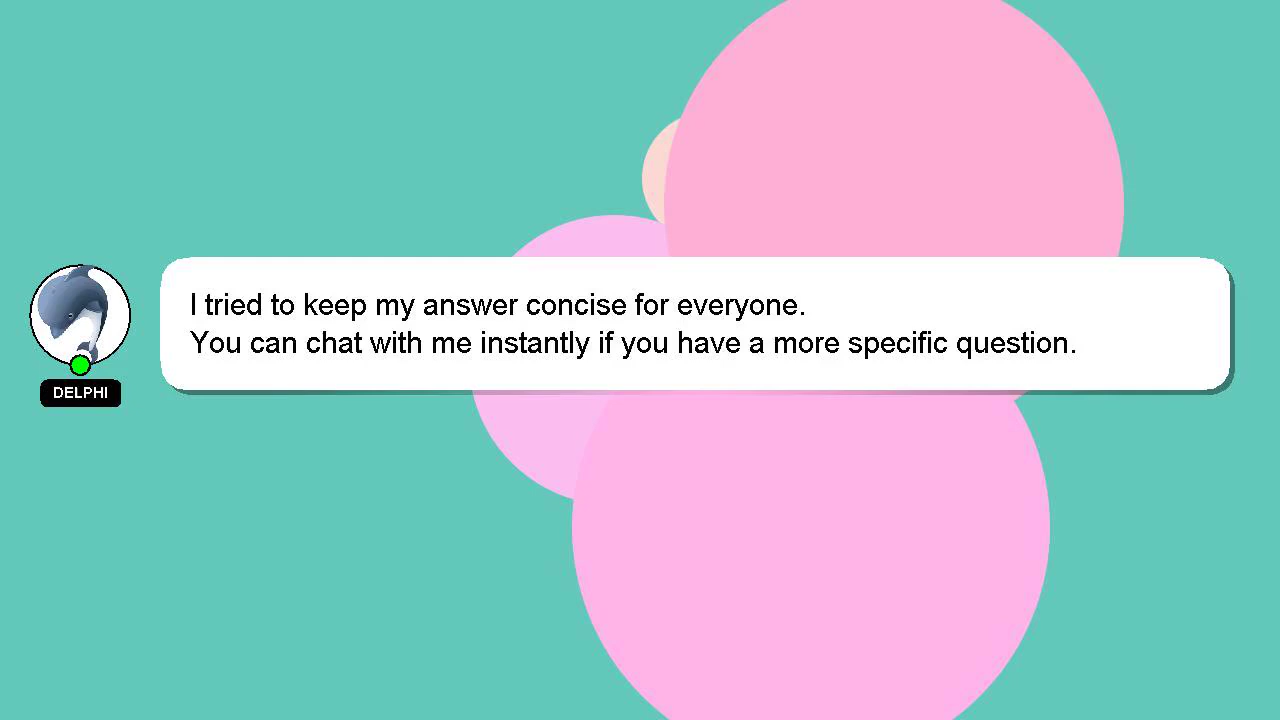 I tried to keep my answer concise for everyone.
You can chat with me instantly if you have a more specific question.
DELPHI